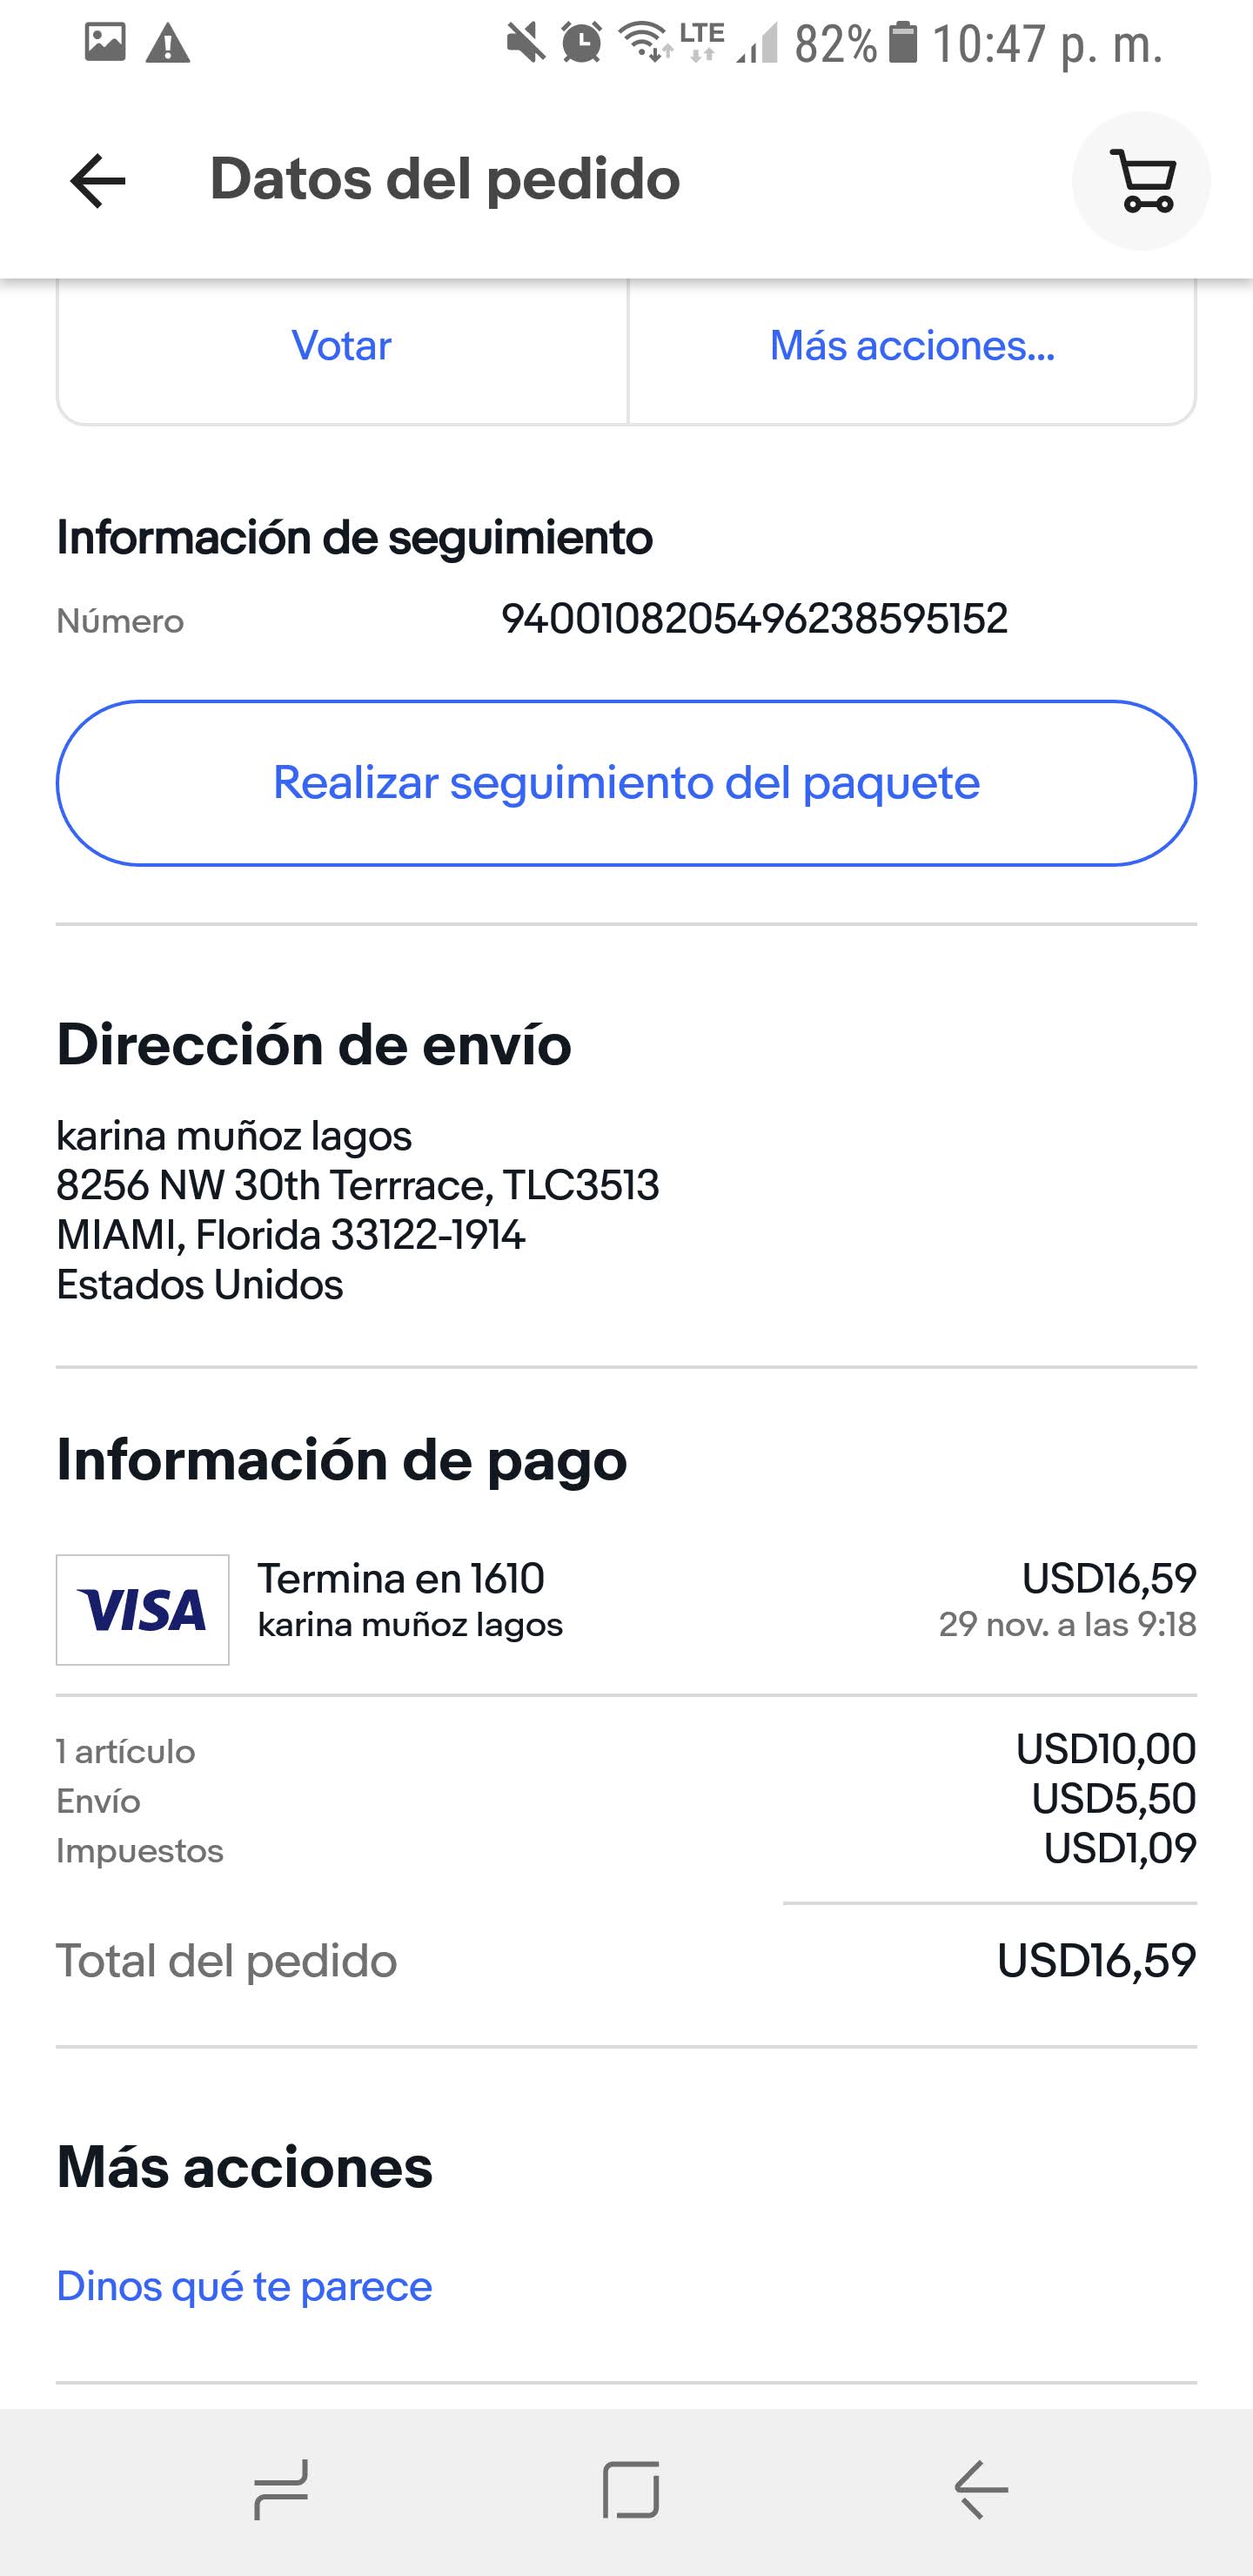 LTE 82% 10:47 p. m.
Datos del pedido
Votar Más acciones...
Información de seguimiento
Número 9400108205496238595152
Realizar seguimiento del paquete
Dirección de envío
karina muñoz lagos
8256 NW 30th Terrrace, TLC3513
MIAMI, Florida 33122-1914
Estados Unidos
Información de pago
VISA Termina en 1610 USD16,59
karina muñoz lagos 29 nov. a las 9:18
1 artículo USD10,00
Envío USD5,50
Impuestos USD1,09
Total del pedido USD16,59
Más acciones
Dinos qué te parece